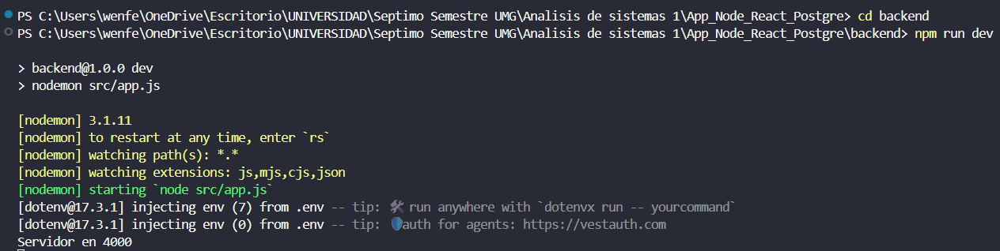 PS C:\Users\wenfe\OneDrive\Escritorio\UNIVERSIDAD\Septimo Semestre UMG\Analisis de sistemas 1\App_Node_React_Postgre> cd backend
PS C:\Users\wenfe\OneDrive\Escritorio\UNIVERSIDAD\Septimo Semestre UMG\Analisis de sistemas 1\App_Node_React_Postgre\backend> npm run dev
> backend@1.0.0 dev
> nodemon src/app.js
[nodemon] 3.1.11
[nodemon] to restart at any time, enter `rs`
[nodemon] watching path(s): *.*
[nodemon] watching extensions: js,mjs,cjs,json
[nodemon] starting `node src/app.js`
[dotenv@17.3.1] injecting env (7) from .env -- tip: 🛠️ run anywhere with `dotenvx run -- yourcommand`
[dotenv@17.3.1] injecting env (0) from .env -- tip: auth for agents: https://vestauth.com
Servidor en 4000